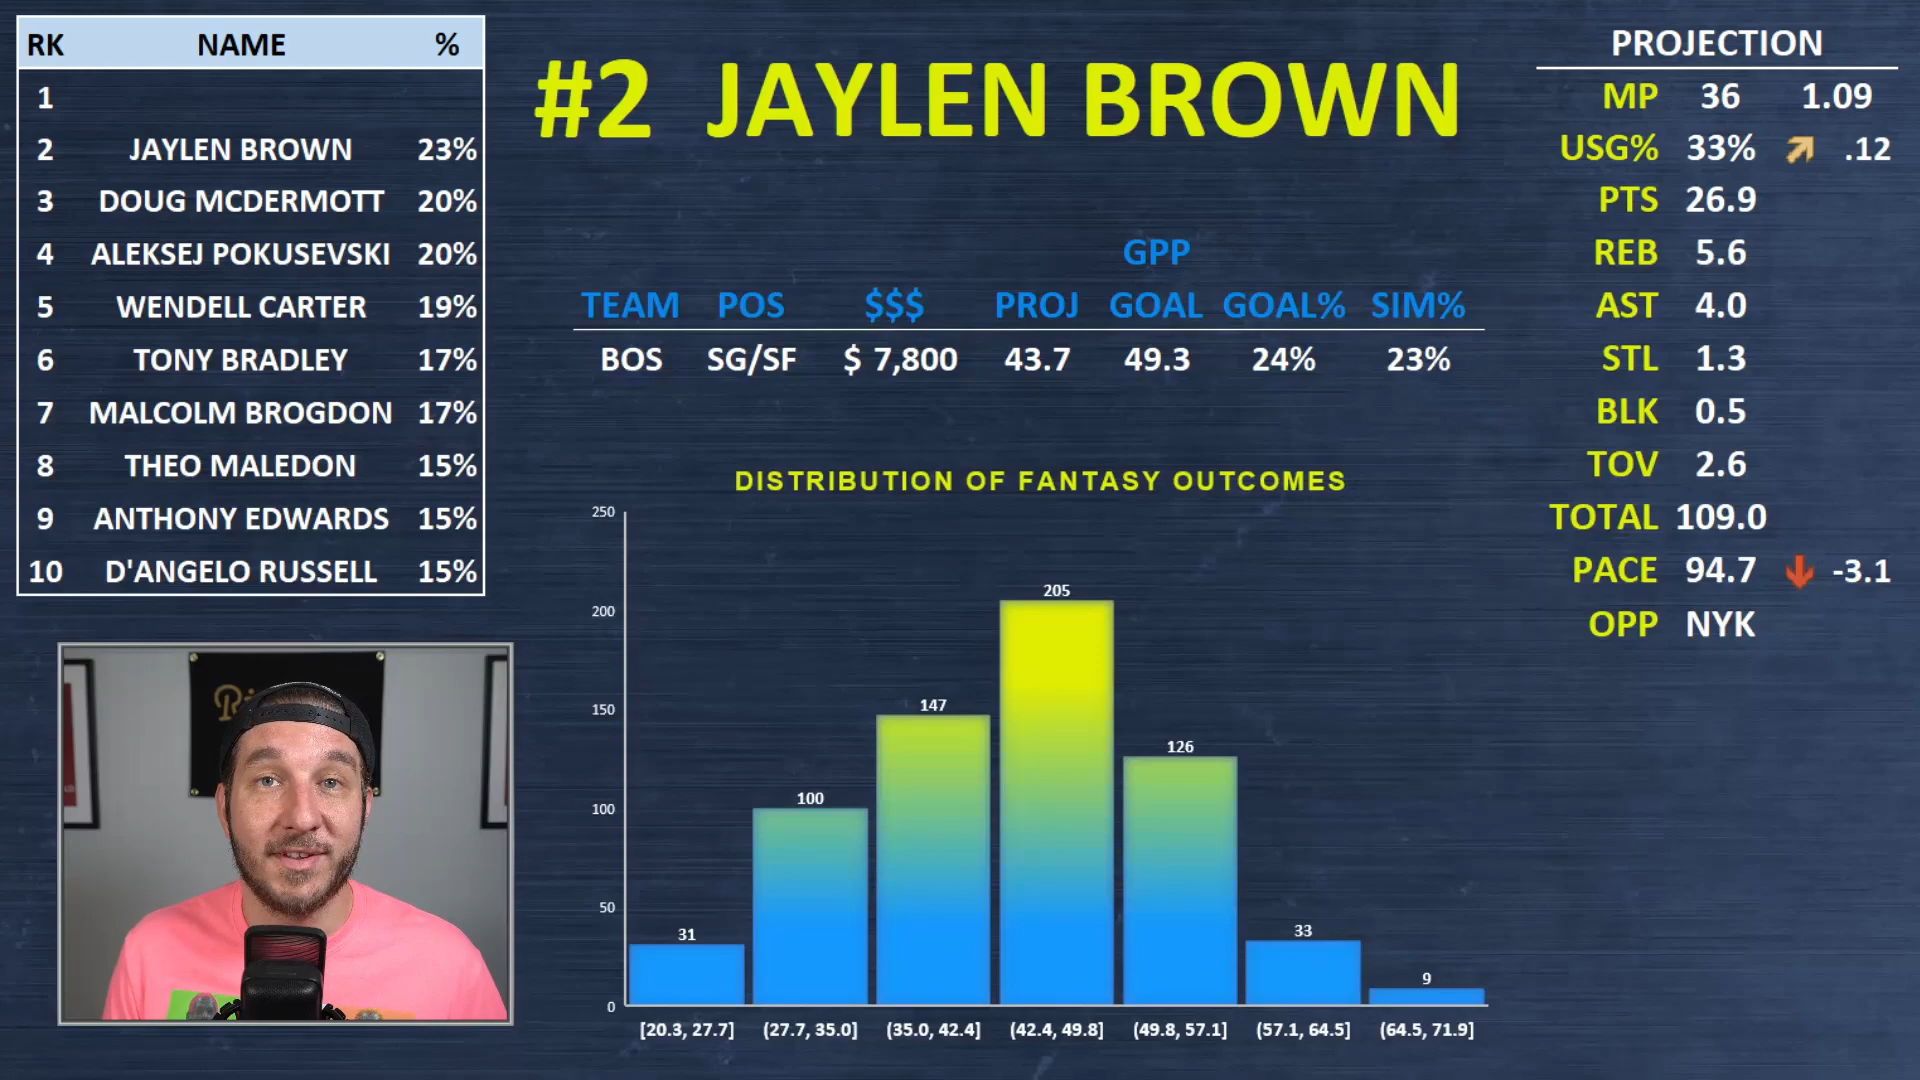 RK NAME %
1
2 JAYLEN BROWN 23%
3 DOUG MCDERMOTT 20%
4 ALEKSEJ POKUSEVSKI 20%
5 WENDELL CARTER 19%
6 TONY BRADLEY 17%
7 MALCOLM BROGDON 17%
8 THEO MALEDON 15%
9 ANTHONY EDWARDS 15%
10 D'ANGELO RUSSELL 15%
#2 JAYLEN BROWN
GPP
TEAM POS $$$ PROJ GOAL GOAL% SIM%
BOS SG/SF $ 7,800 43.7 49.3 24% 23%
DISTRIBUTION OF FANTASY OUTCOMES
250
200
150
100
50
0
31
100
147
205
126
33
9
[20.3, 27.7] (27.7, 35.0] (35.0, 42.4] (42.4, 49.8] (49.8, 57.1] (57.1, 64.5] (64.5, 71.9]
PROJECTION
MP 36 1.09
USG% 33% .12
PTS 26.9
REB 5.6
AST 4.0
STL 1.3
BLK 0.5
TOV 2.6
TOTAL 109.0
PACE 94.7 -3.1
OPP NYK